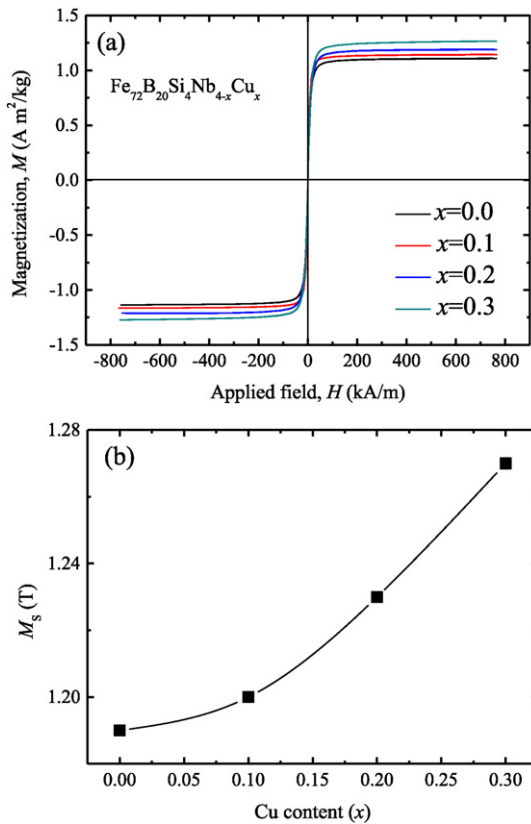 (a)
Fe72B20Si4Nb4-xCux
Magnetization, M (A m²/kg)
1.5
1.0
0.5
0.0
-0.5
-1.0
-1.5
x=0.0
x=0.1
x=0.2
x=0.3
-800 -600 -400 -200 0 200 400 600 800
Applied field, H (kA/m)
(b)
Ms (T)
1.28
1.24
1.20
0.00 0.05 0.10 0.15 0.20 0.25 0.30
Cu content (x)